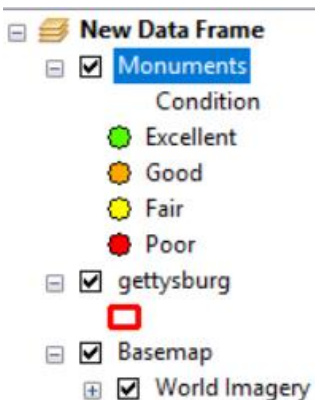 New Data Frame
Monuments
Condition
Excellent
Good
Fair
Poor
gettysburg
Basemap
World Imagery